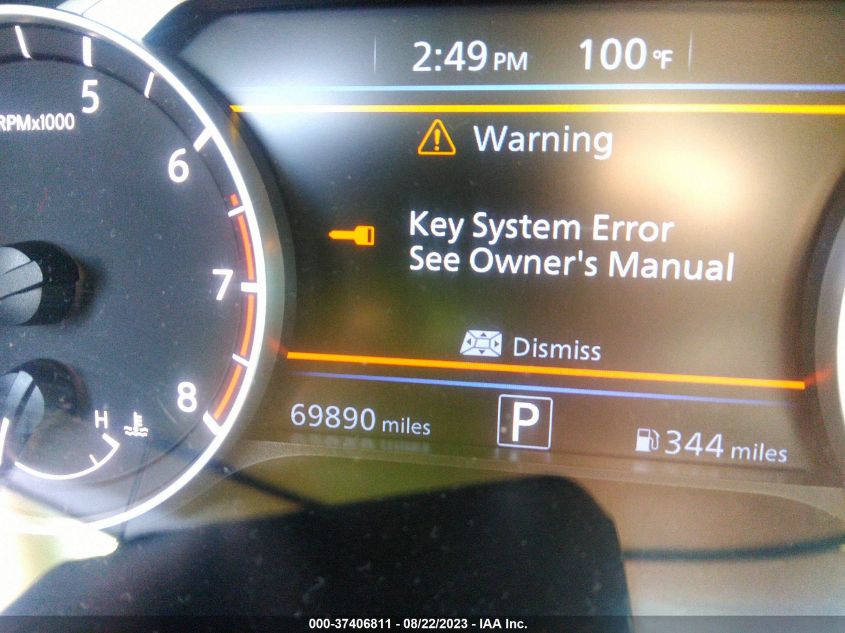 2:49 PM 100 °F
5
RPMx1000
Warning
6
Key System Error
See Owner's Manual
7
Dismiss
8
69890 miles P 344 miles
H
000-37406811 - 08/22/2023 - IAA Inc.